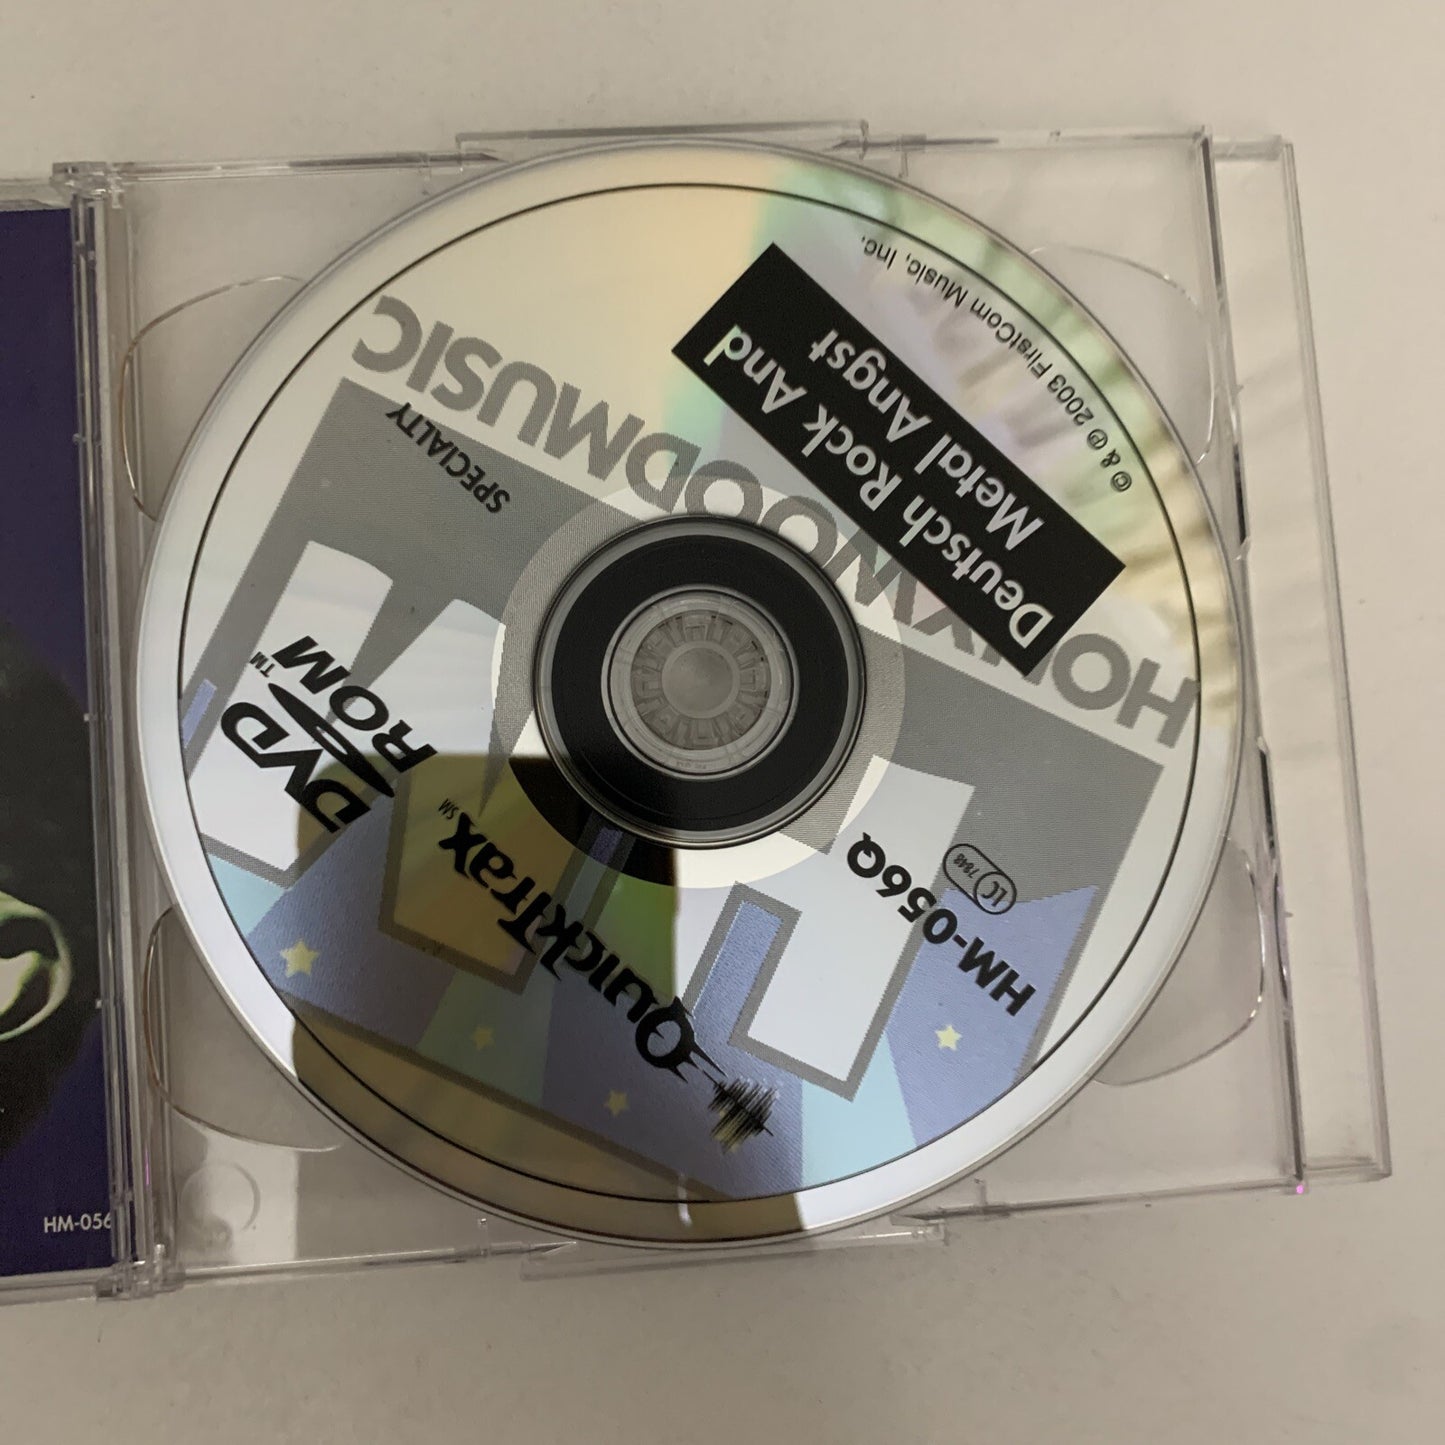 HM-056Q
LC 7848
QuickTrax SM
DVD
ROM TM
SPECIALTY
HOLLYWOODMUSIC
Deutsch Rock And
Metal Angst
© & ℗ 2003 FirstCom Music, Inc.
HM-056